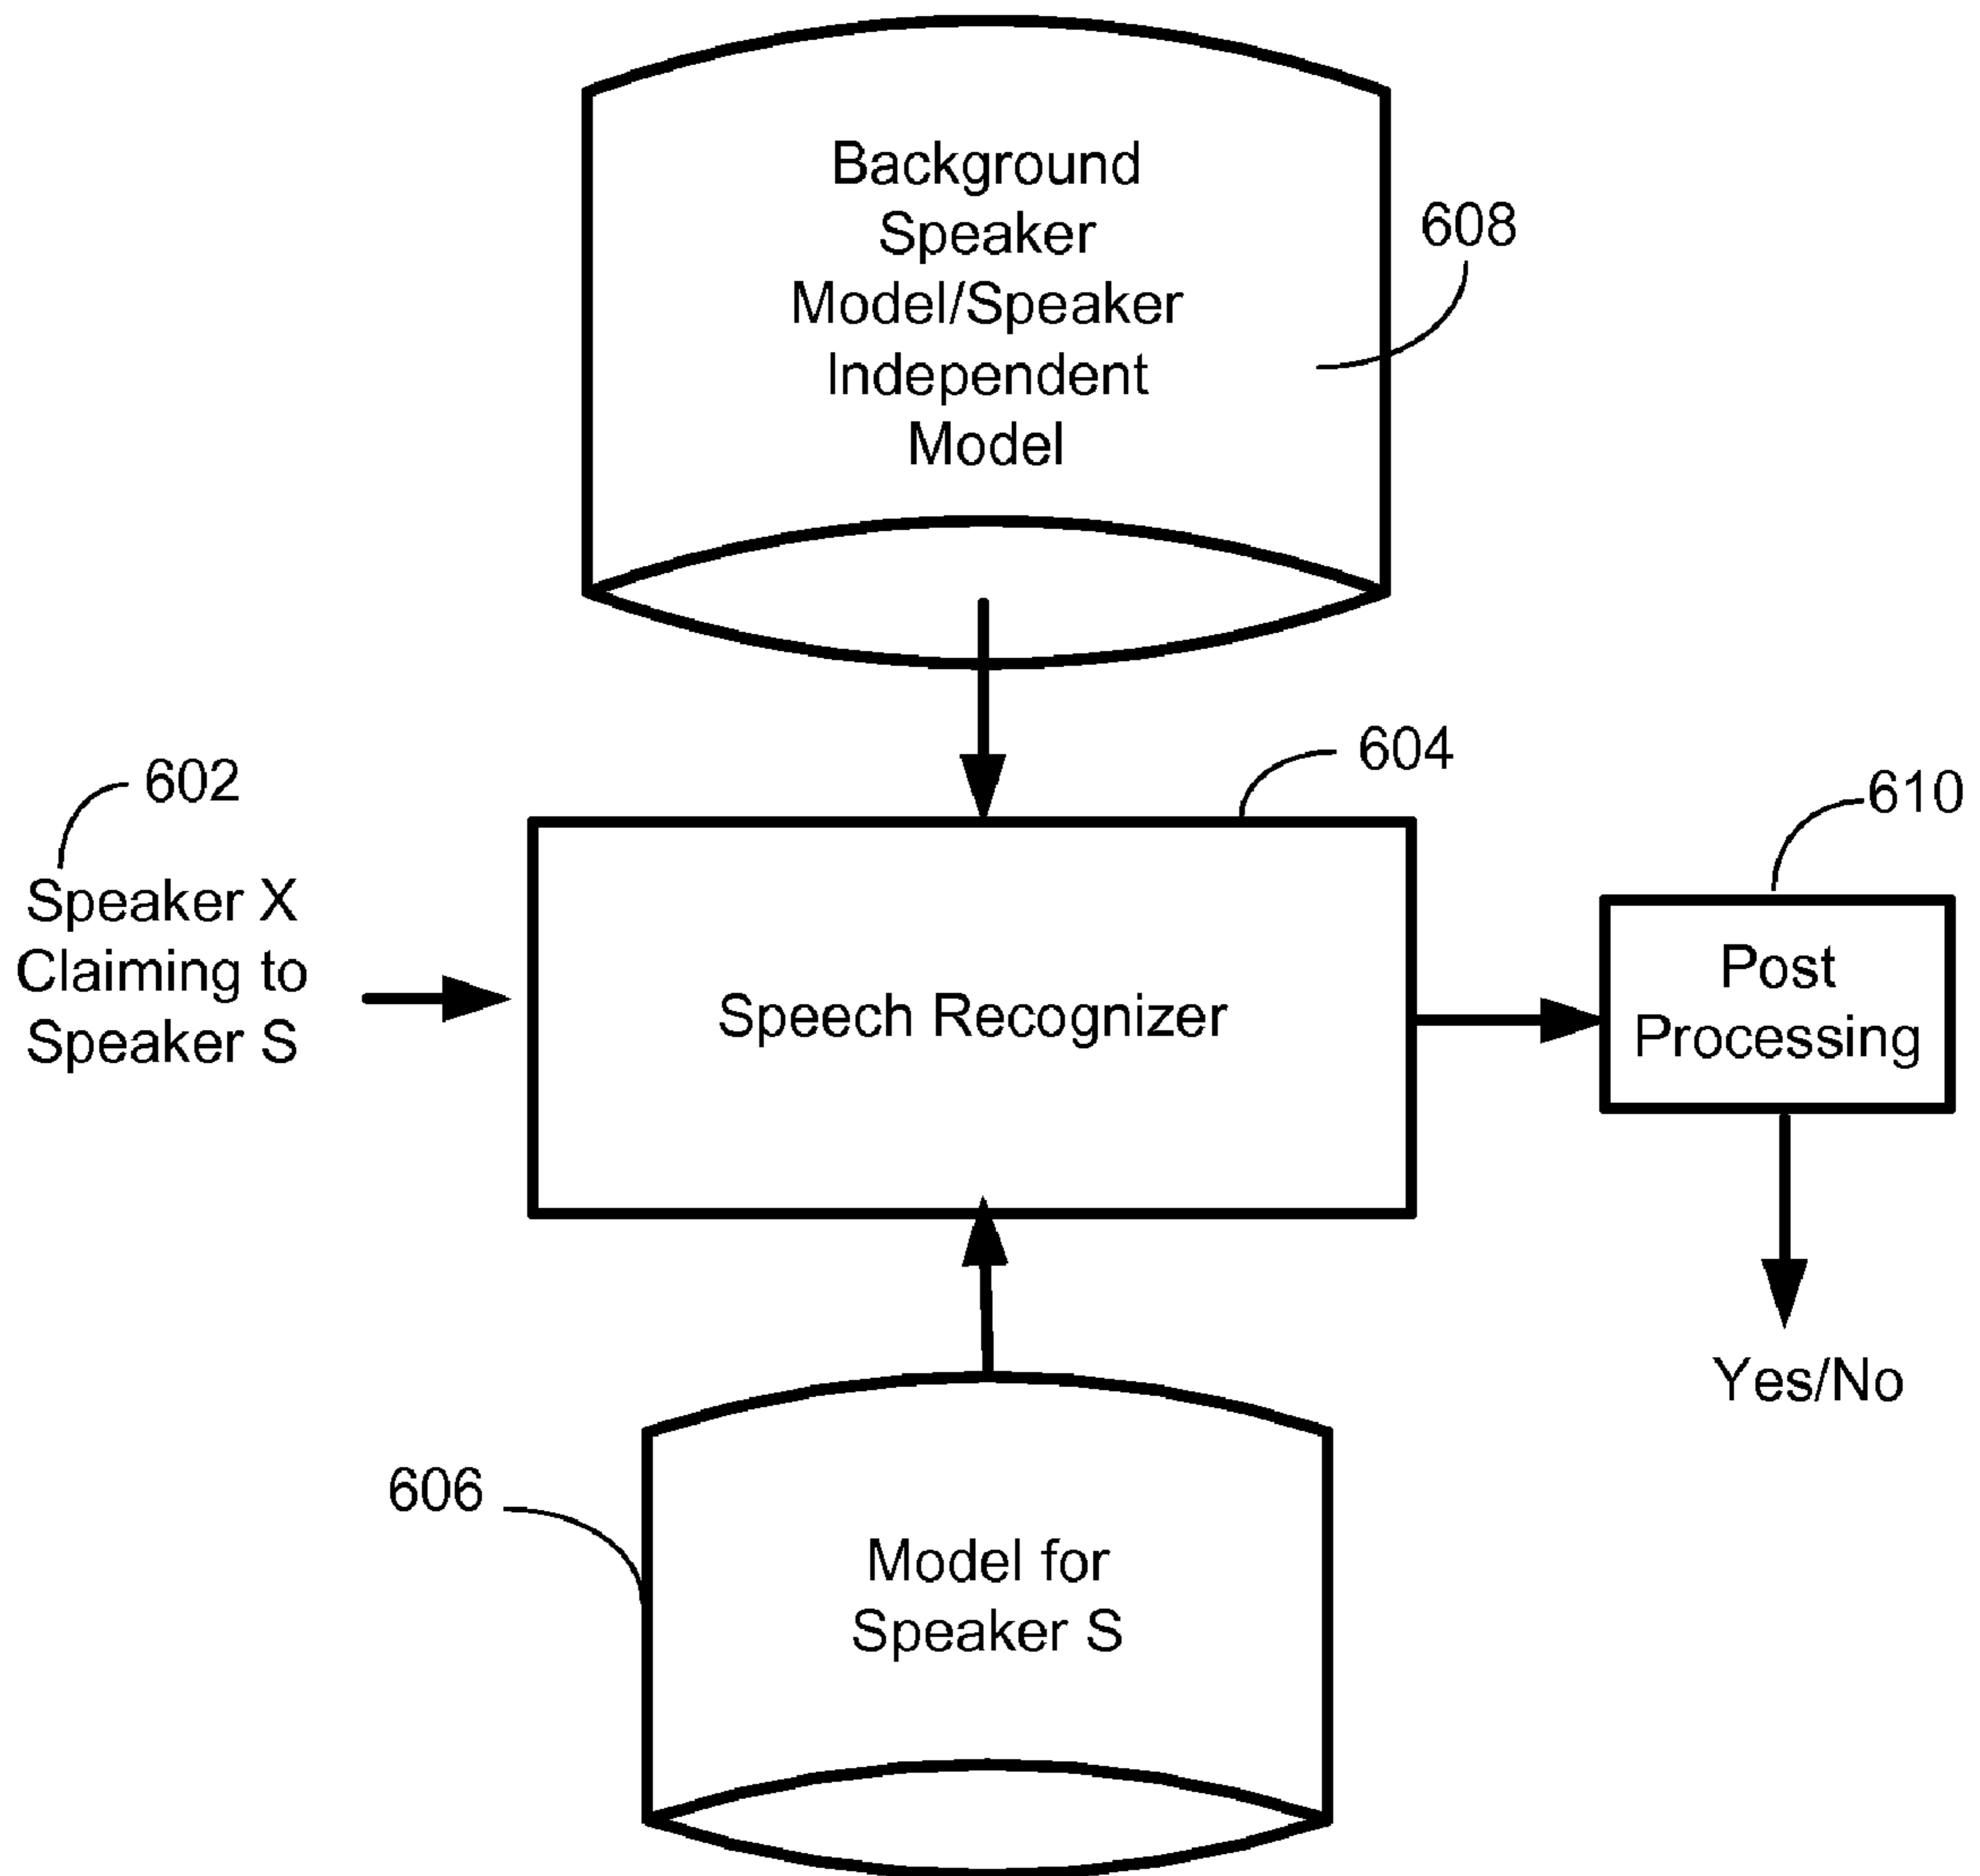 Background
Speaker
Model/Speaker
Independent
Model
608
604
602
610
Speaker X
Claiming to
Speaker S
Speech Recognizer
Post
Processing
Yes/No
606
Model for
Speaker S